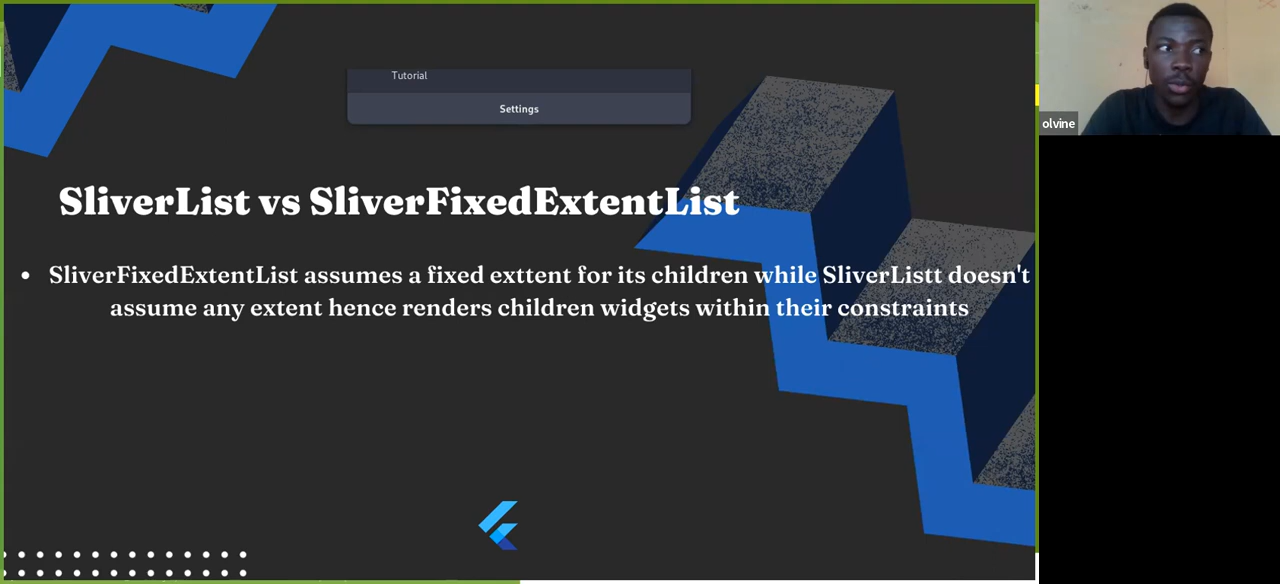 Tutorial
Settings
olvine
SliverList vs SliverFixedExtentList
• SliverFixedExtentList assumes a fixed exttent for its children while SliverListt doesn't
assume any extent hence renders children widgets within their constraints